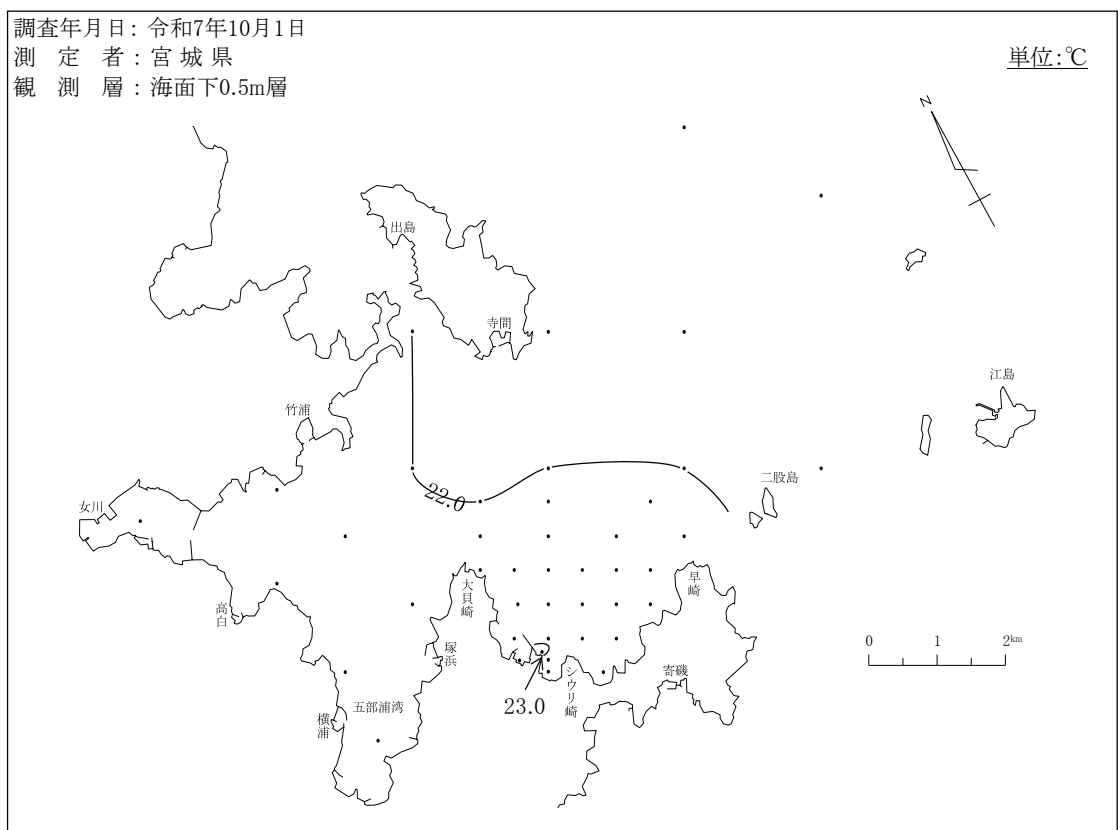 調査年月日：令和7年10月1日
測定者：宮城県
単位：℃
観測層：海面下0.5m層
N
出島
寺間
江島
竹浦
22.0
二股島
女川
大貝崎
早崎
高白
塚浜
シウリ崎
寄磯
0 1 2km
23.0
五部浦湾
横浦